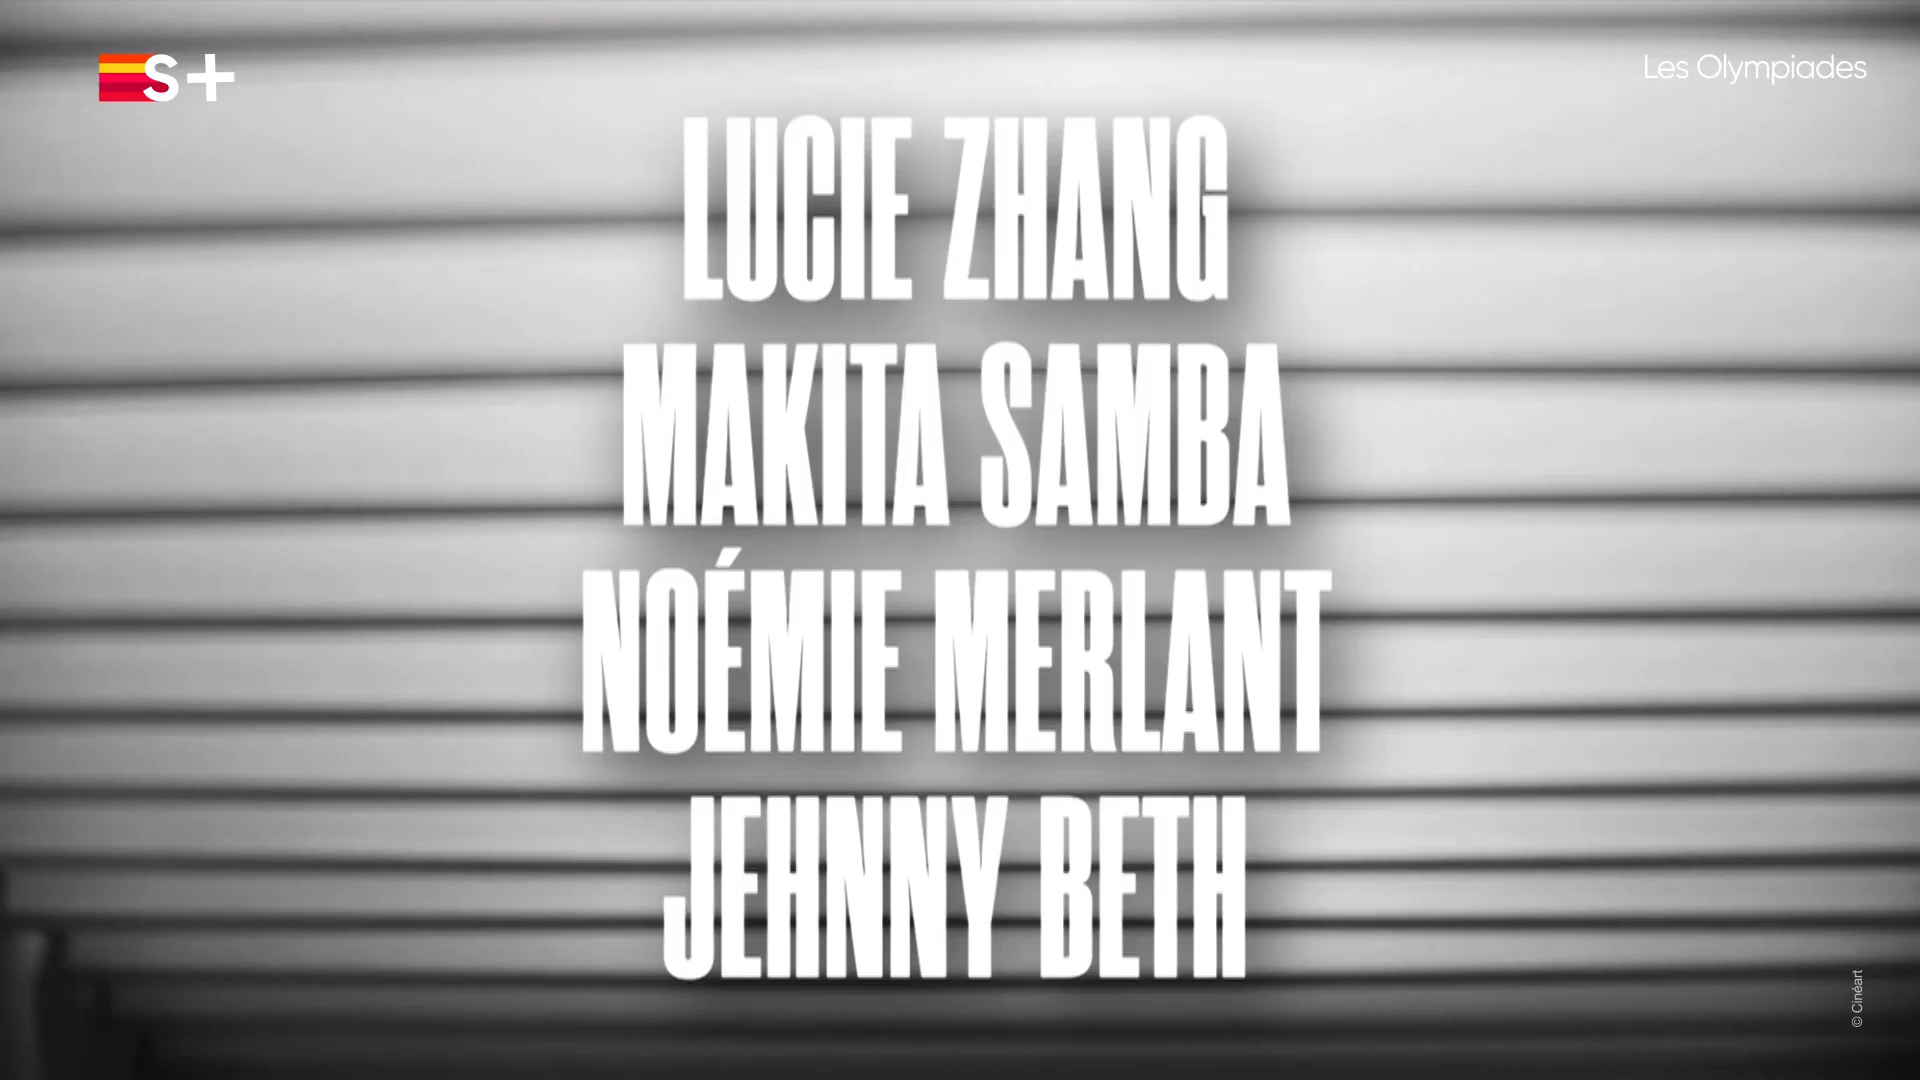 S+
Les Olympiades
LUCIE ZHANG
MAKITA SAMBA
NOÉMIE MERLANT
JEHNNY BETH
© Cinéart